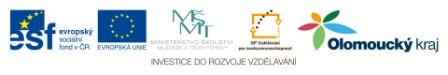 esf evropský
sociální
fond v ČR
EVROPSKÁ UNIE
MŠMT
MINISTERSTVO ŠKOLSTVÍ,
MLÁDEŽE A TĚLOVÝCHOVY
OP Vzdělávání
pro konkurenceschopnost
Olomoucký kraj
INVESTICE DO ROZVOJE VZDĚLÁVÁNÍ